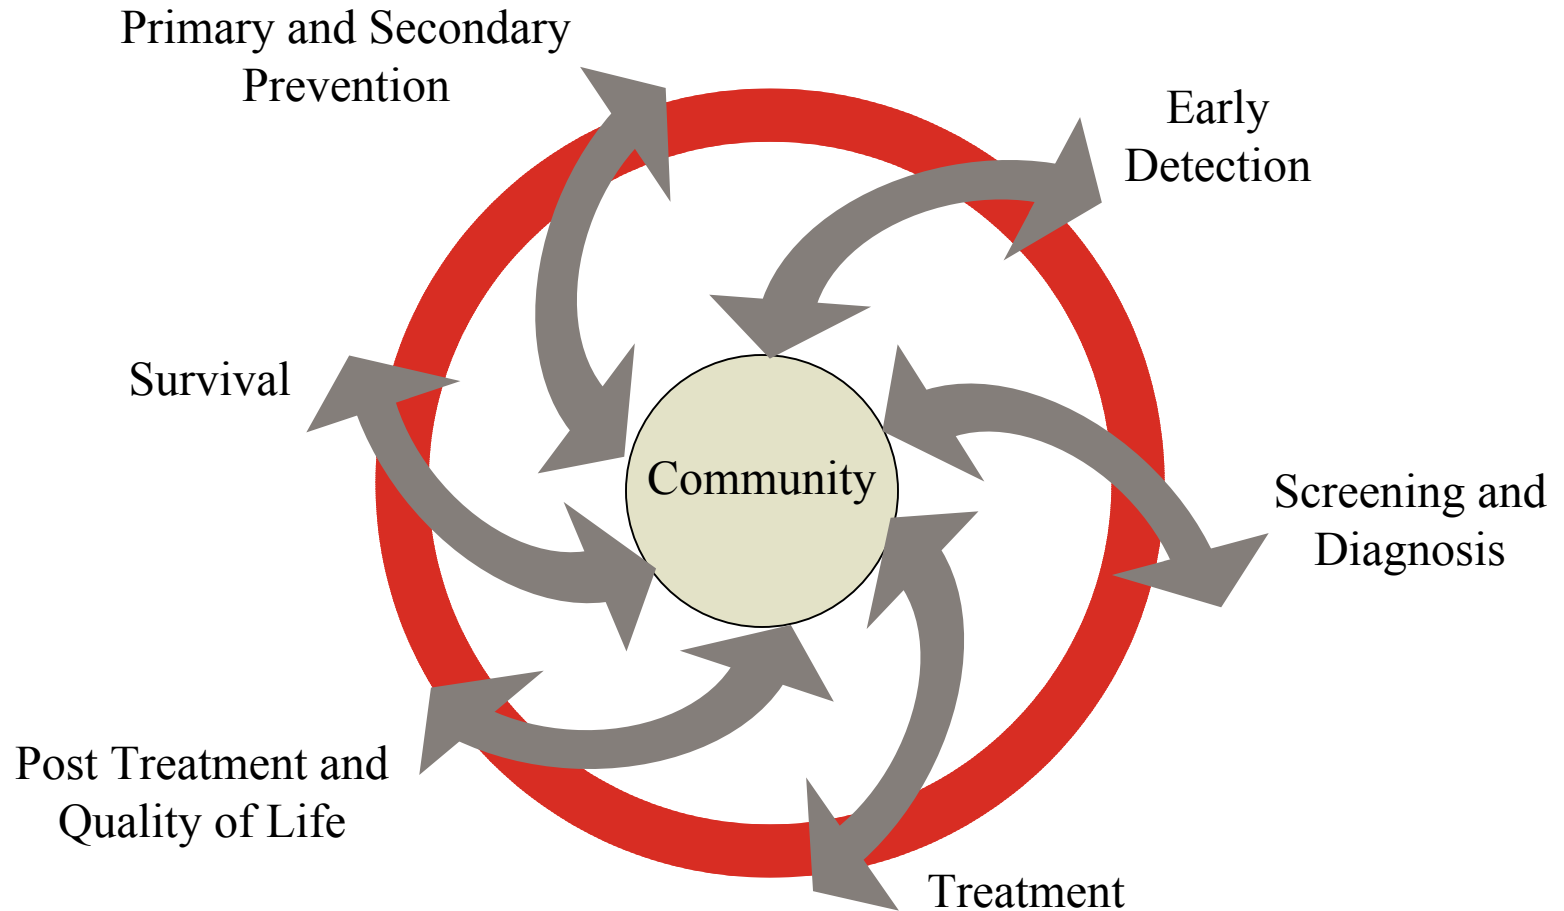 Primary and Secondary
Prevention
Early
Detection
Survival
Community
Screening and
Diagnosis
Post Treatment and
Quality of Life
Treatment